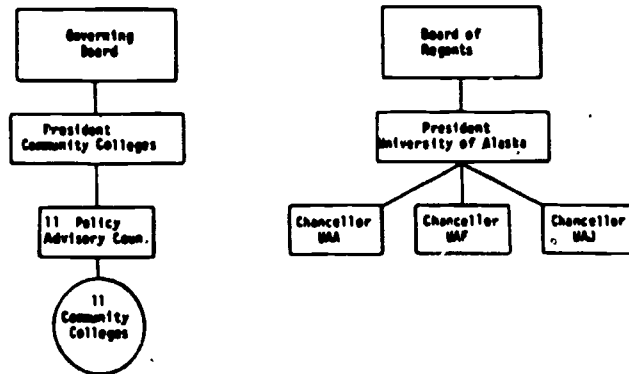 Governing
Board
President
Community Colleges
11 Policy
Advisory Coun.
11
Community
Colleges
Board of
Regents
President
University of Alaska
Chancellor
UAA
Chancellor
UAF
Chancellor
UAJ